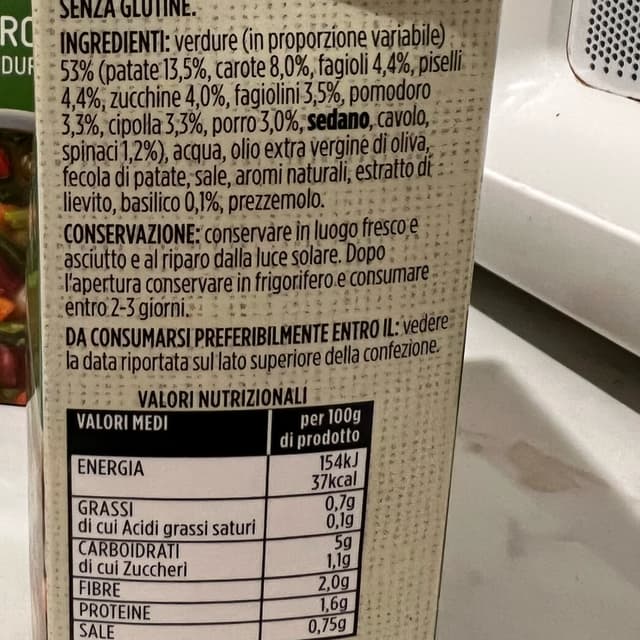 SENZA GLUTINE.
INGREDIENTI: verdure (in proporzione variabile)
53% (patate 13,5%, carote 8,0%, fagioli 4,4%, piselli
4,4%, zucchine 4,0%, fagiolini 3,5%, pomodoro
3,3%, cipolla 3,3%, porro 3,0%, sedano, cavolo,
spinaci 1,2%), acqua, olio extra vergine di oliva,
fecola di patate, sale, aromi naturali, estratto di
lievito, basilico 0,1%, prezzemolo.
CONSERVAZIONE: conservare in luogo fresco e
asciutto e al riparo dalla luce solare. Dopo
l'apertura conservare in frigorifero e consumare
entro 2-3 giorni.
DA CONSUMARSI PREFERIBILMENTE ENTRO IL: vedere
la data riportata sul lato superiore della confezione.
VALORI NUTRIZIONALI
VALORI MEDI per 100g
di prodotto
ENERGIA 154kJ
37kcal
GRASSI 0,7g
di cui Acidi grassi saturi 0,1g
CARBOIDRATI 5g
di cui Zuccheri 1,1g
FIBRE 2,0g
PROTEINE 1,6g
SALE 0,75g